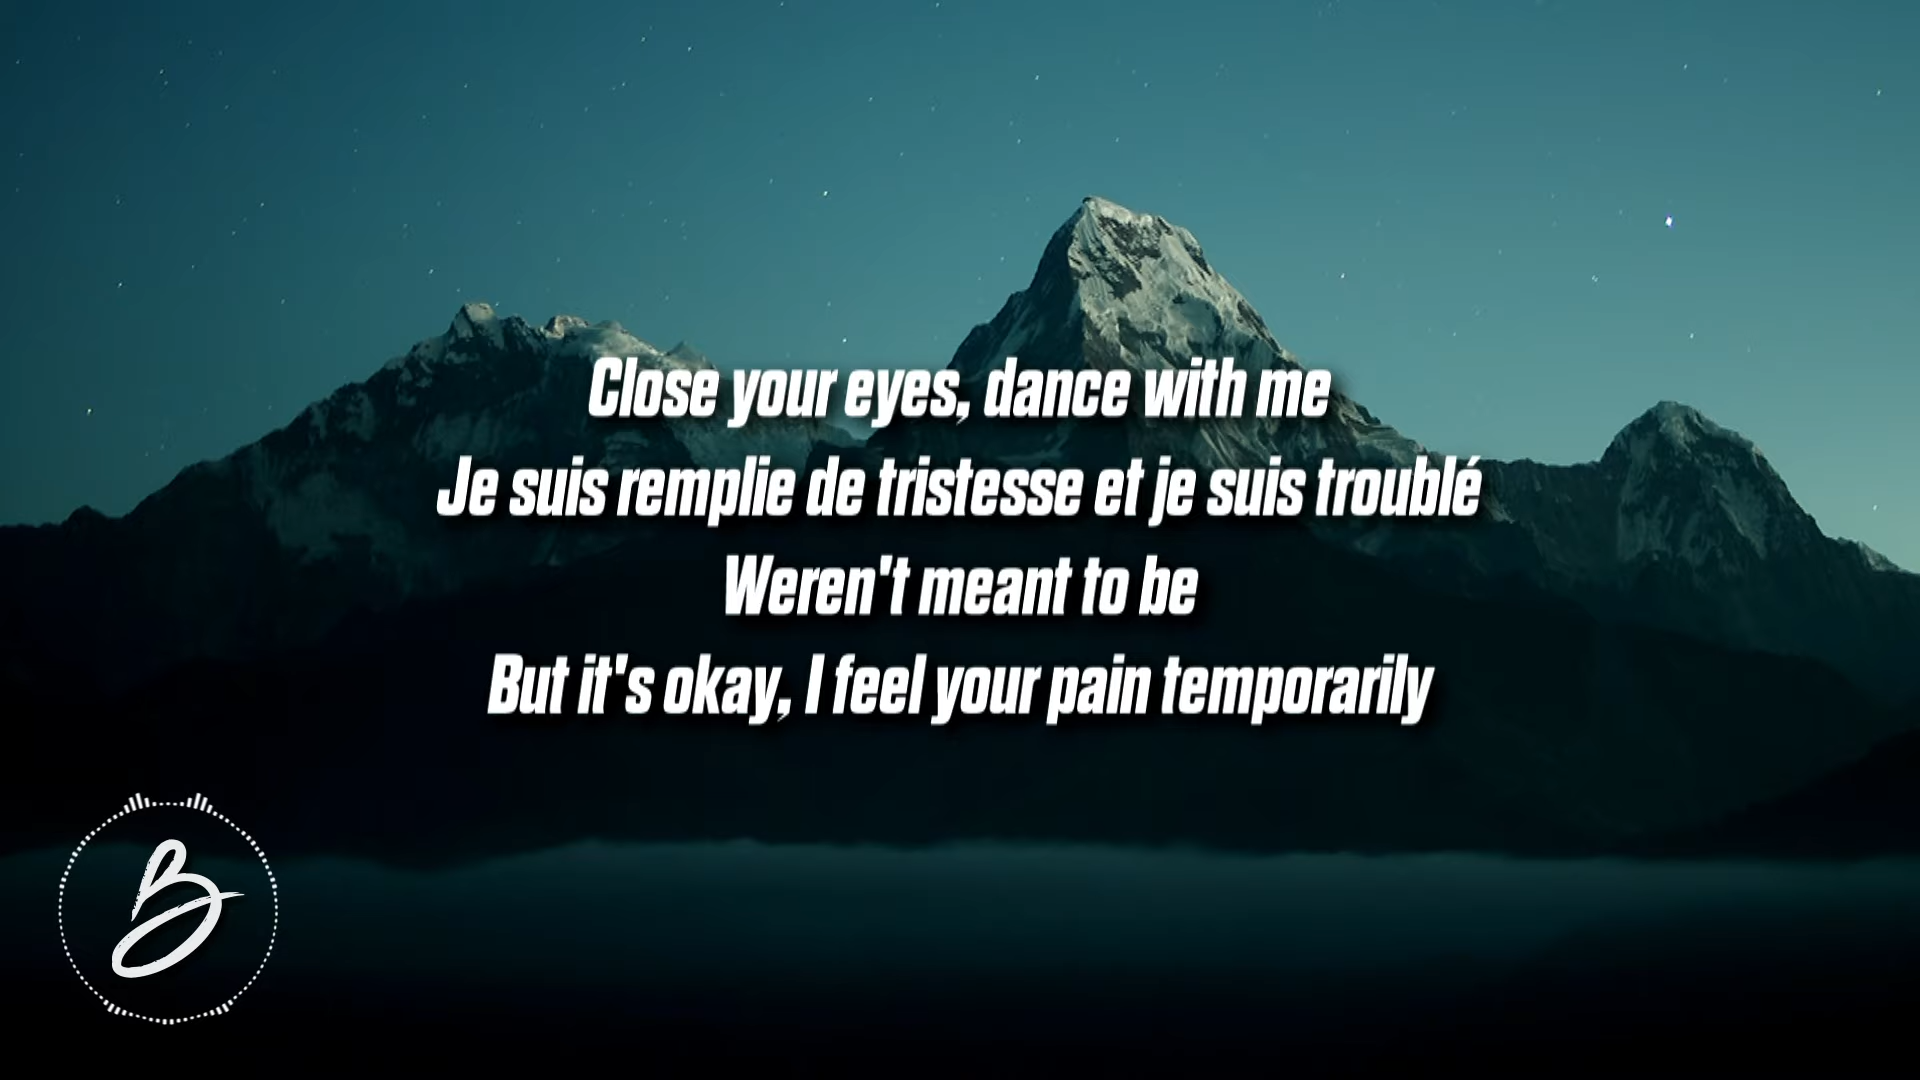 Close your eyes, dance with me
Je suis remplie de tristesse et je suis troublé
Weren't meant to be
But it's okay, I feel your pain temporarily
B